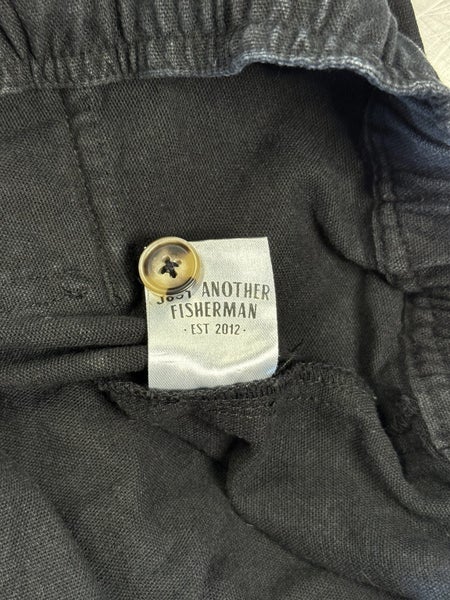 JUST ANOTHER
FISHERMAN
· EST 2012 ·